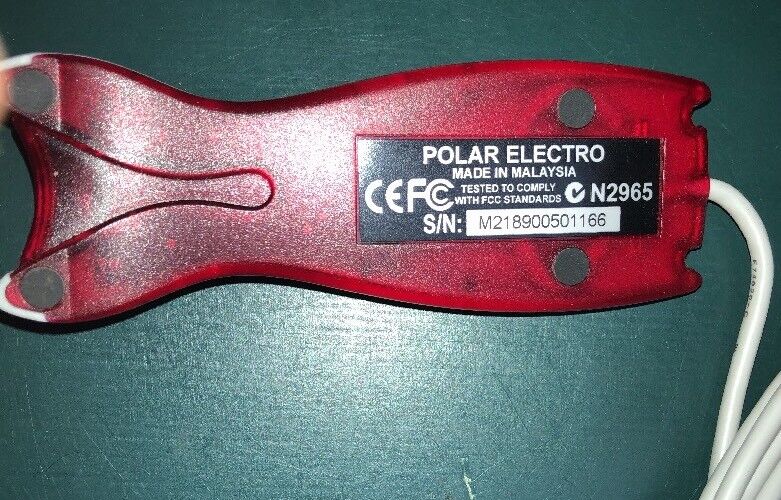 POLAR ELECTRO
MADE IN MALAYSIA
CE FC TESTED TO COMPLY
WITH FCC STANDARDS N2965
S/N: M218900501166